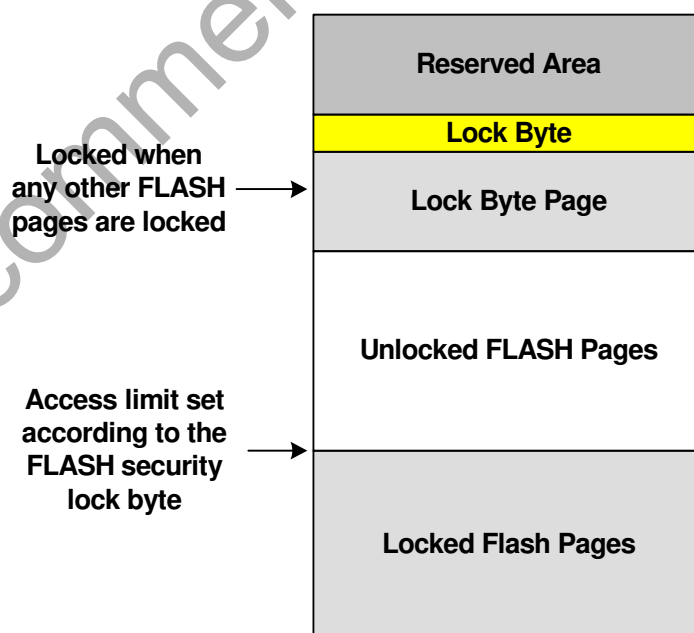 Reserved Area
Lock Byte
Locked when
any other FLASH
pages are locked
Lock Byte Page
Unlocked FLASH Pages
Access limit set
according to the
FLASH security
lock byte
Locked Flash Pages